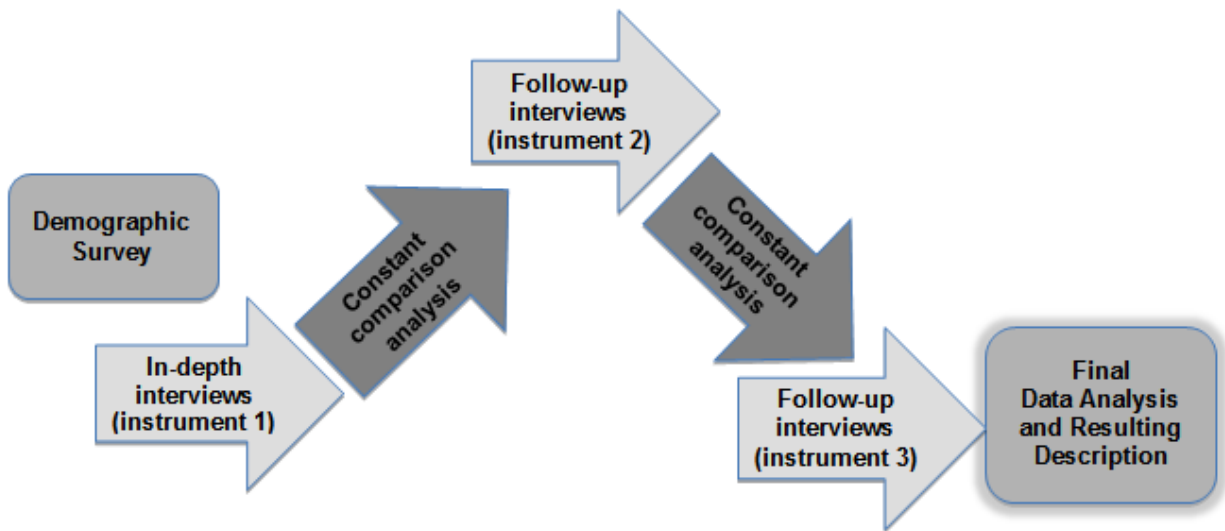 Demographic
Survey
In-depth
interviews
(instrument 1)
Constant
comparison
analysis
Follow-up
interviews
(instrument 2)
Constant
comparison
analysis
Follow-up
interviews
(instrument 3)
Final
Data Analysis
and Resulting
Description